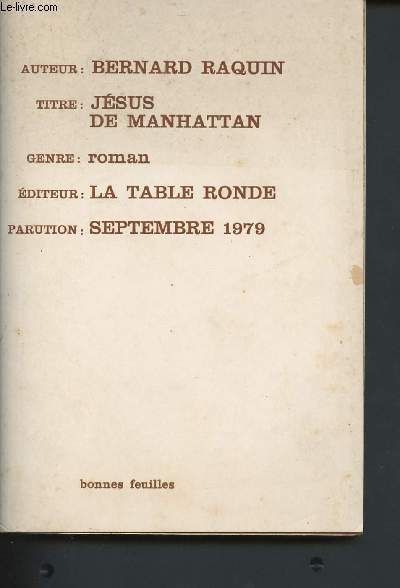 Le-livre.com
AUTEUR: BERNARD RAQUIN
TITRE: JÉSUS
DE MANHATTAN
GENRE: roman
ÉDITEUR: LA TABLE RONDE
PARUTION: SEPTEMBRE 1979
bonnes feuilles